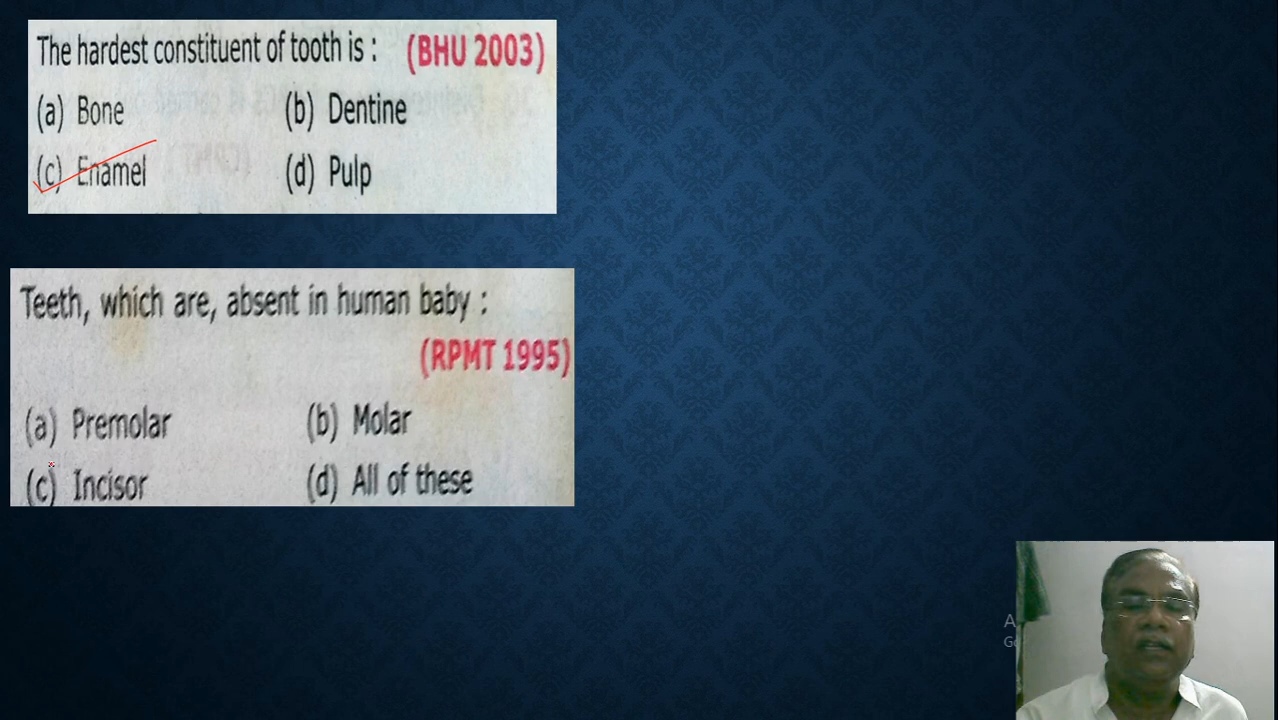 The hardest constituent of tooth is : (BHU 2003)
(a) Bone (b) Dentine
(c) Enamel (d) Pulp
Teeth, which are, absent in human baby :
(RPMT 1995)
(a) Premolar (b) Molar
(c) Incisor (d) All of these